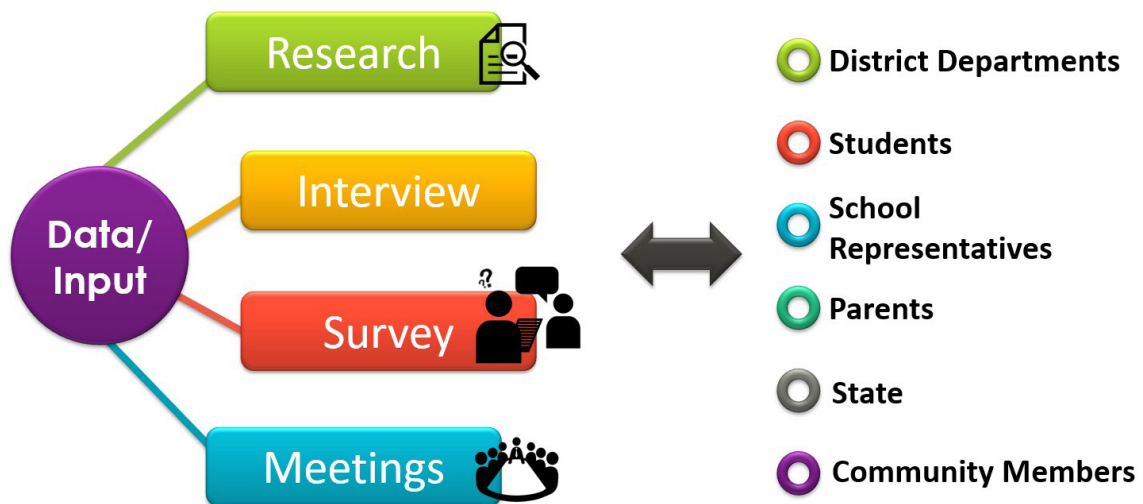 Data/
Input
Research
Interview
Survey
Meetings
District Departments
Students
School
Representatives
Parents
State
Community Members